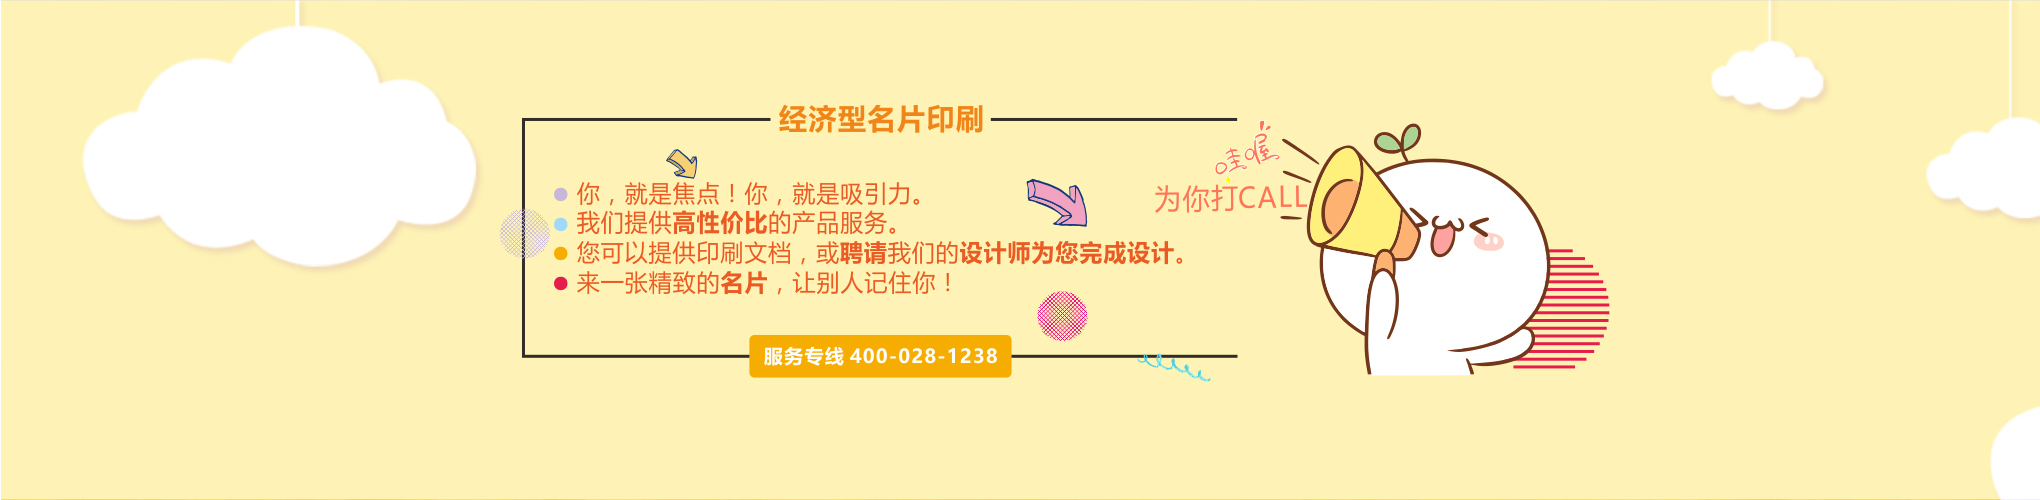 经济型名片印刷
你，就是焦点！你，就是吸引力。
我们提供高性价比的产品服务。
您可以提供印刷文档，或聘请我们的设计师为您完成设计。
来一张精致的名片，让别人记住你！
服务专线 400-028-1238
哇喔
为你打CALL